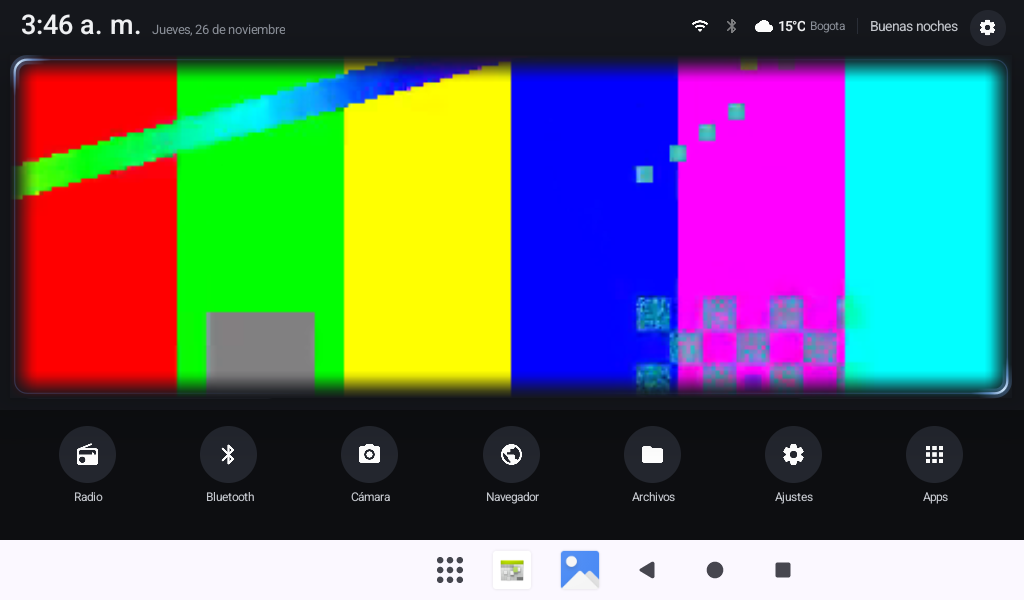 3:46 a. m. Jueves, 26 de noviembre
15°C Bogota Buenas noches
Radio Bluetooth Cámara Navegador Archivos Ajustes Apps